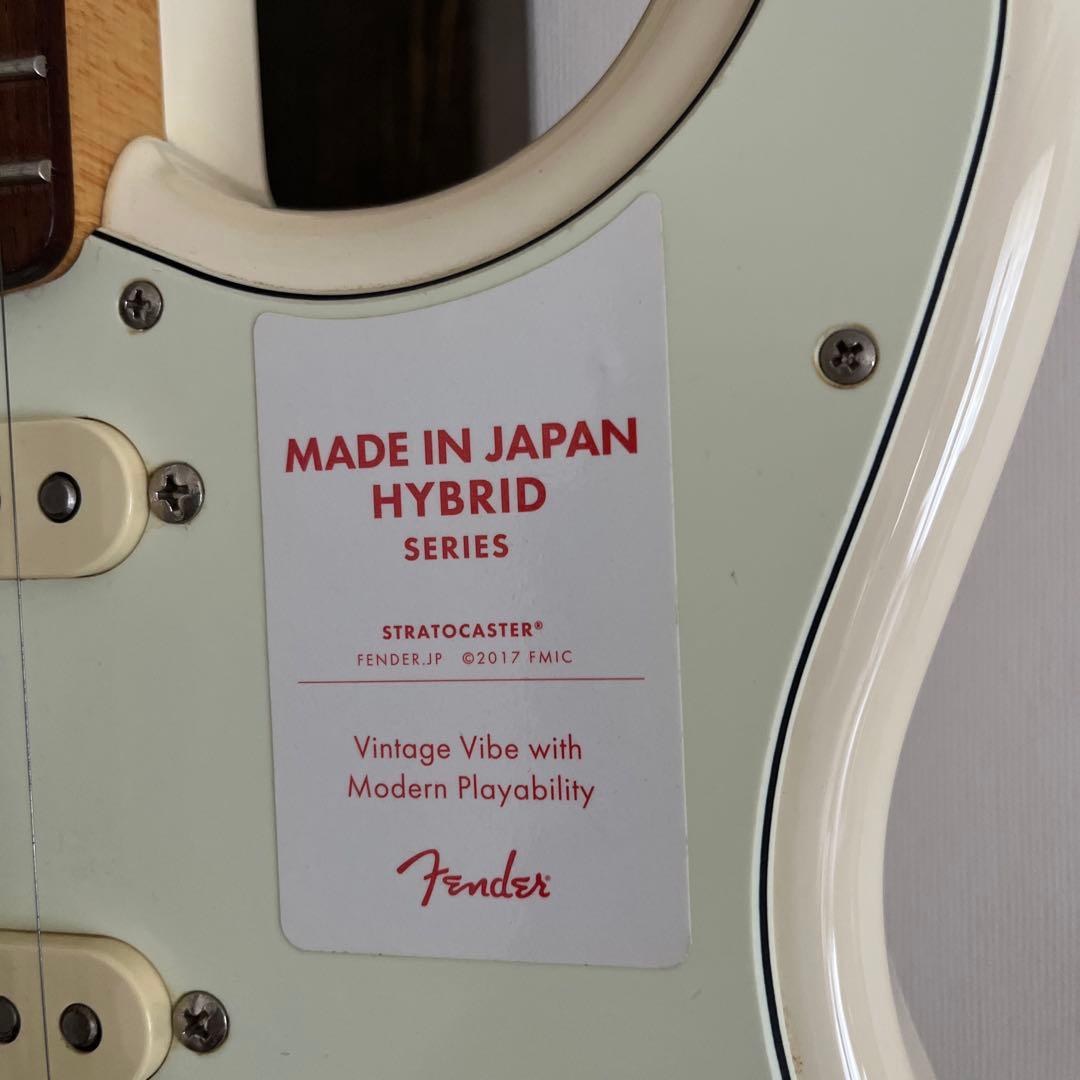 MADE IN JAPAN
HYBRID
SERIES
STRATOCASTER®
FENDER.JP ©2017 FMIC
Vintage Vibe with
Modern Playability
Fender®